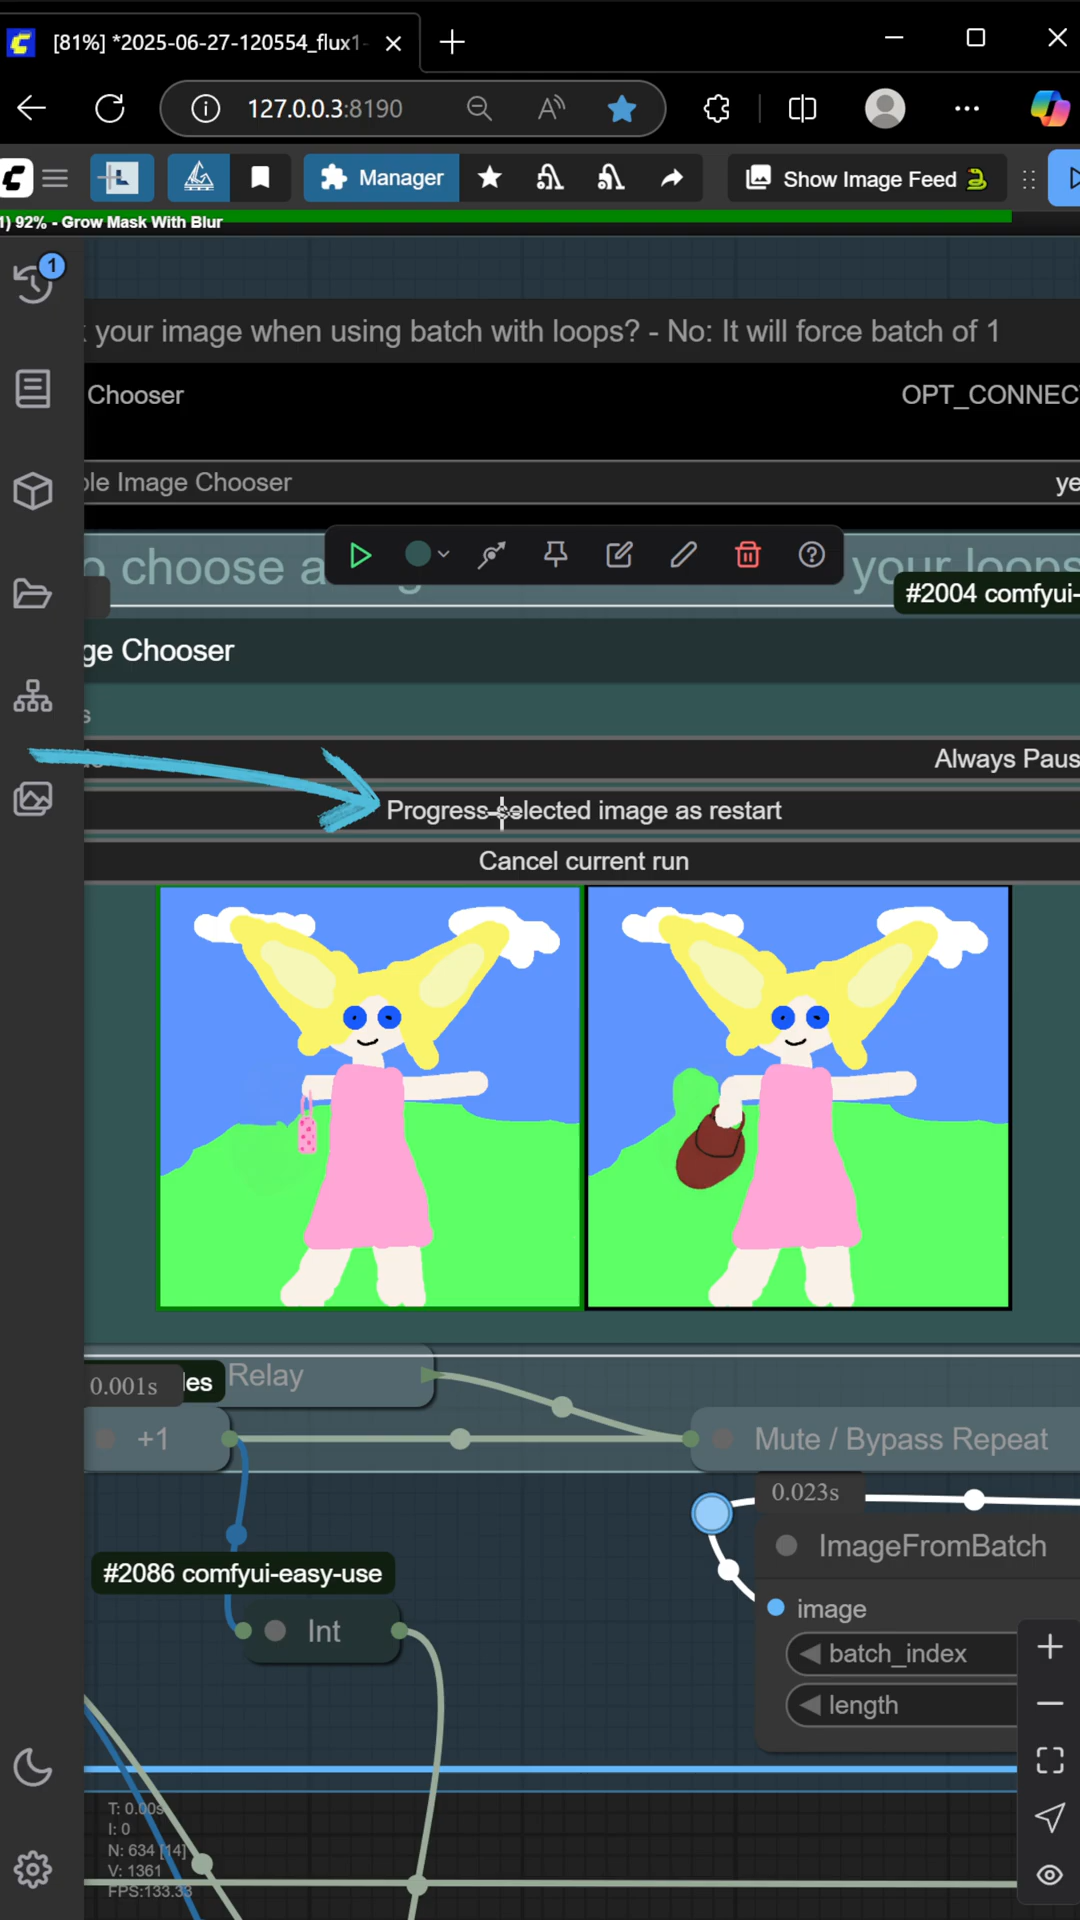 [81%] *2025-06-27-120554_flux1-
127.0.0.3:8190
Manager
Show Image Feed
1) 92% - Grow Mask With Blur
1
your image when using batch with loops? - No: It will force batch of 1
Chooser
OPT_CONNEC
ble Image Chooser
ye
o choose a
your loops
#2004 comfyui-
ge Chooser
s
Always Paus
Progress selected image as restart
Cancel current run
0.001s
les
Relay
+1
Mute / Bypass Repeat
0.023s
ImageFromBatch
#2086 comfyui-easy-use
image
Int
batch_index
length
T: 0.00s
I: 0
N: 634 [14]
V: 1361
FPS:133.33